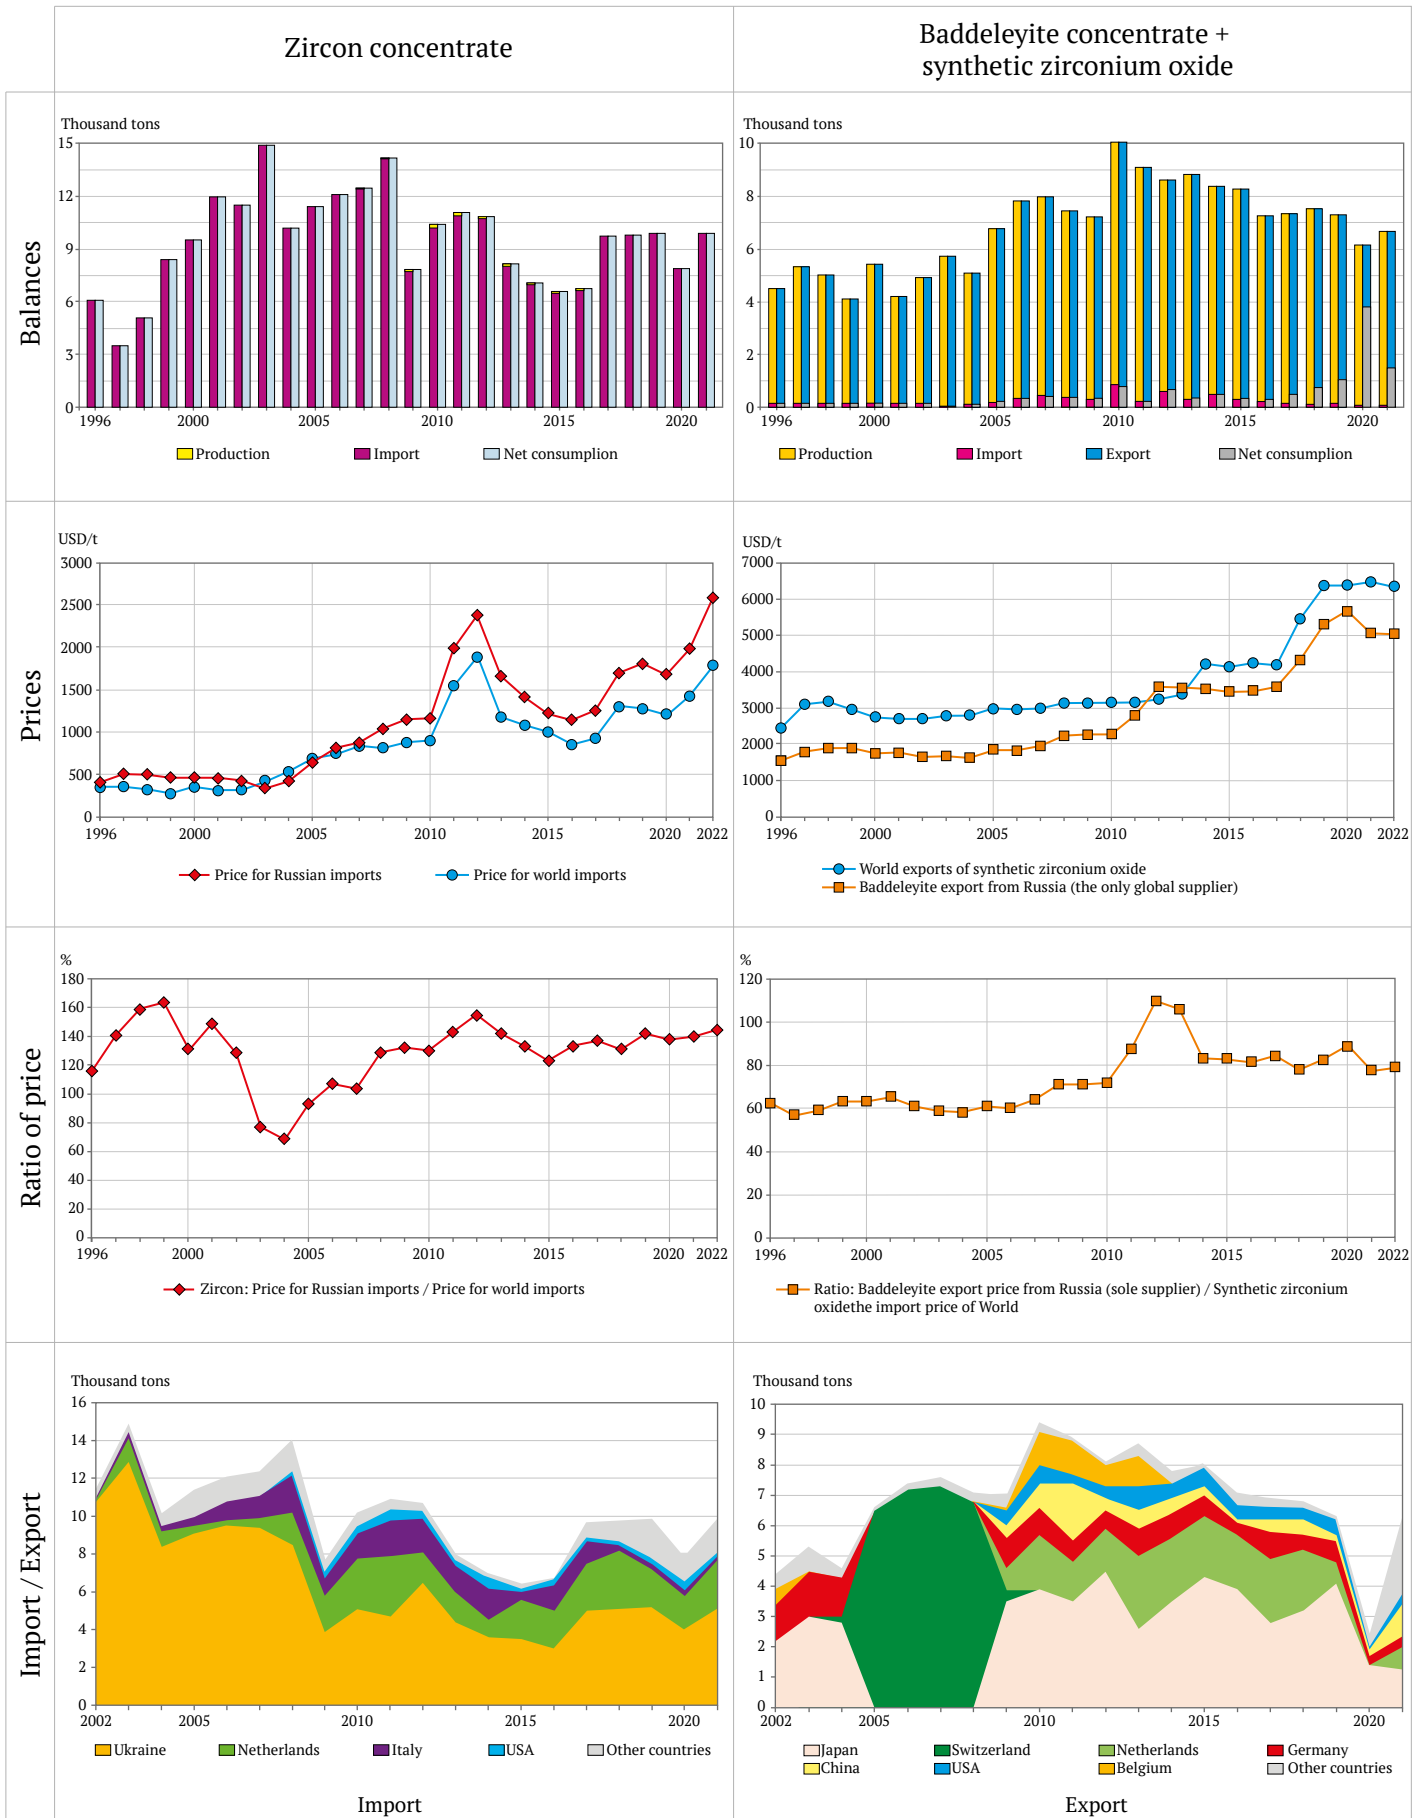 Zircon concentrate
Baddeleyite concentrate +
synthetic zirconium oxide
Balances
Thousand tons
15
12
9
6
3
0
1996
2000
2005
2010
2015
2020
Production
Import
Net consumplion
Thousand tons
10
8
6
4
2
0
1996
2000
2005
2010
2015
2020
Production
Import
Export
Net consumplion
Prices
USD/t
3000
2500
2000
1500
1000
500
0
1996
2000
2005
2010
2015
2020
2022
Price for Russian imports
Price for world imports
USD/t
7000
6000
5000
4000
3000
2000
1000
0
1996
2000
2005
2010
2015
2020
2022
World exports of synthetic zirconium oxide
Baddeleyite export from Russia (the only global supplier)
Ratio of price
%
180
160
140
120
100
80
60
40
20
0
1996
2000
2005
2010
2015
2020
2022
Zircon: Price for Russian imports / Price for world imports
%
120
100
80
60
40
20
0
1996
2000
2005
2010
2015
2020
2022
Ratio: Baddeleyite export price from Russia (sole supplier) / Synthetic zirconium
oxidethe import price of World
Import / Export
Thousand tons
16
14
12
10
8
6
4
2
0
2002
2005
2010
2015
2020
Ukraine
Netherlands
Italy
USA
Other countries
Import
Thousand tons
10
9
8
7
6
5
4
3
2
1
0
2002
2005
2010
2015
2020
Japan
Switzerland
Netherlands
Germany
China
USA
Belgium
Other countries
Export